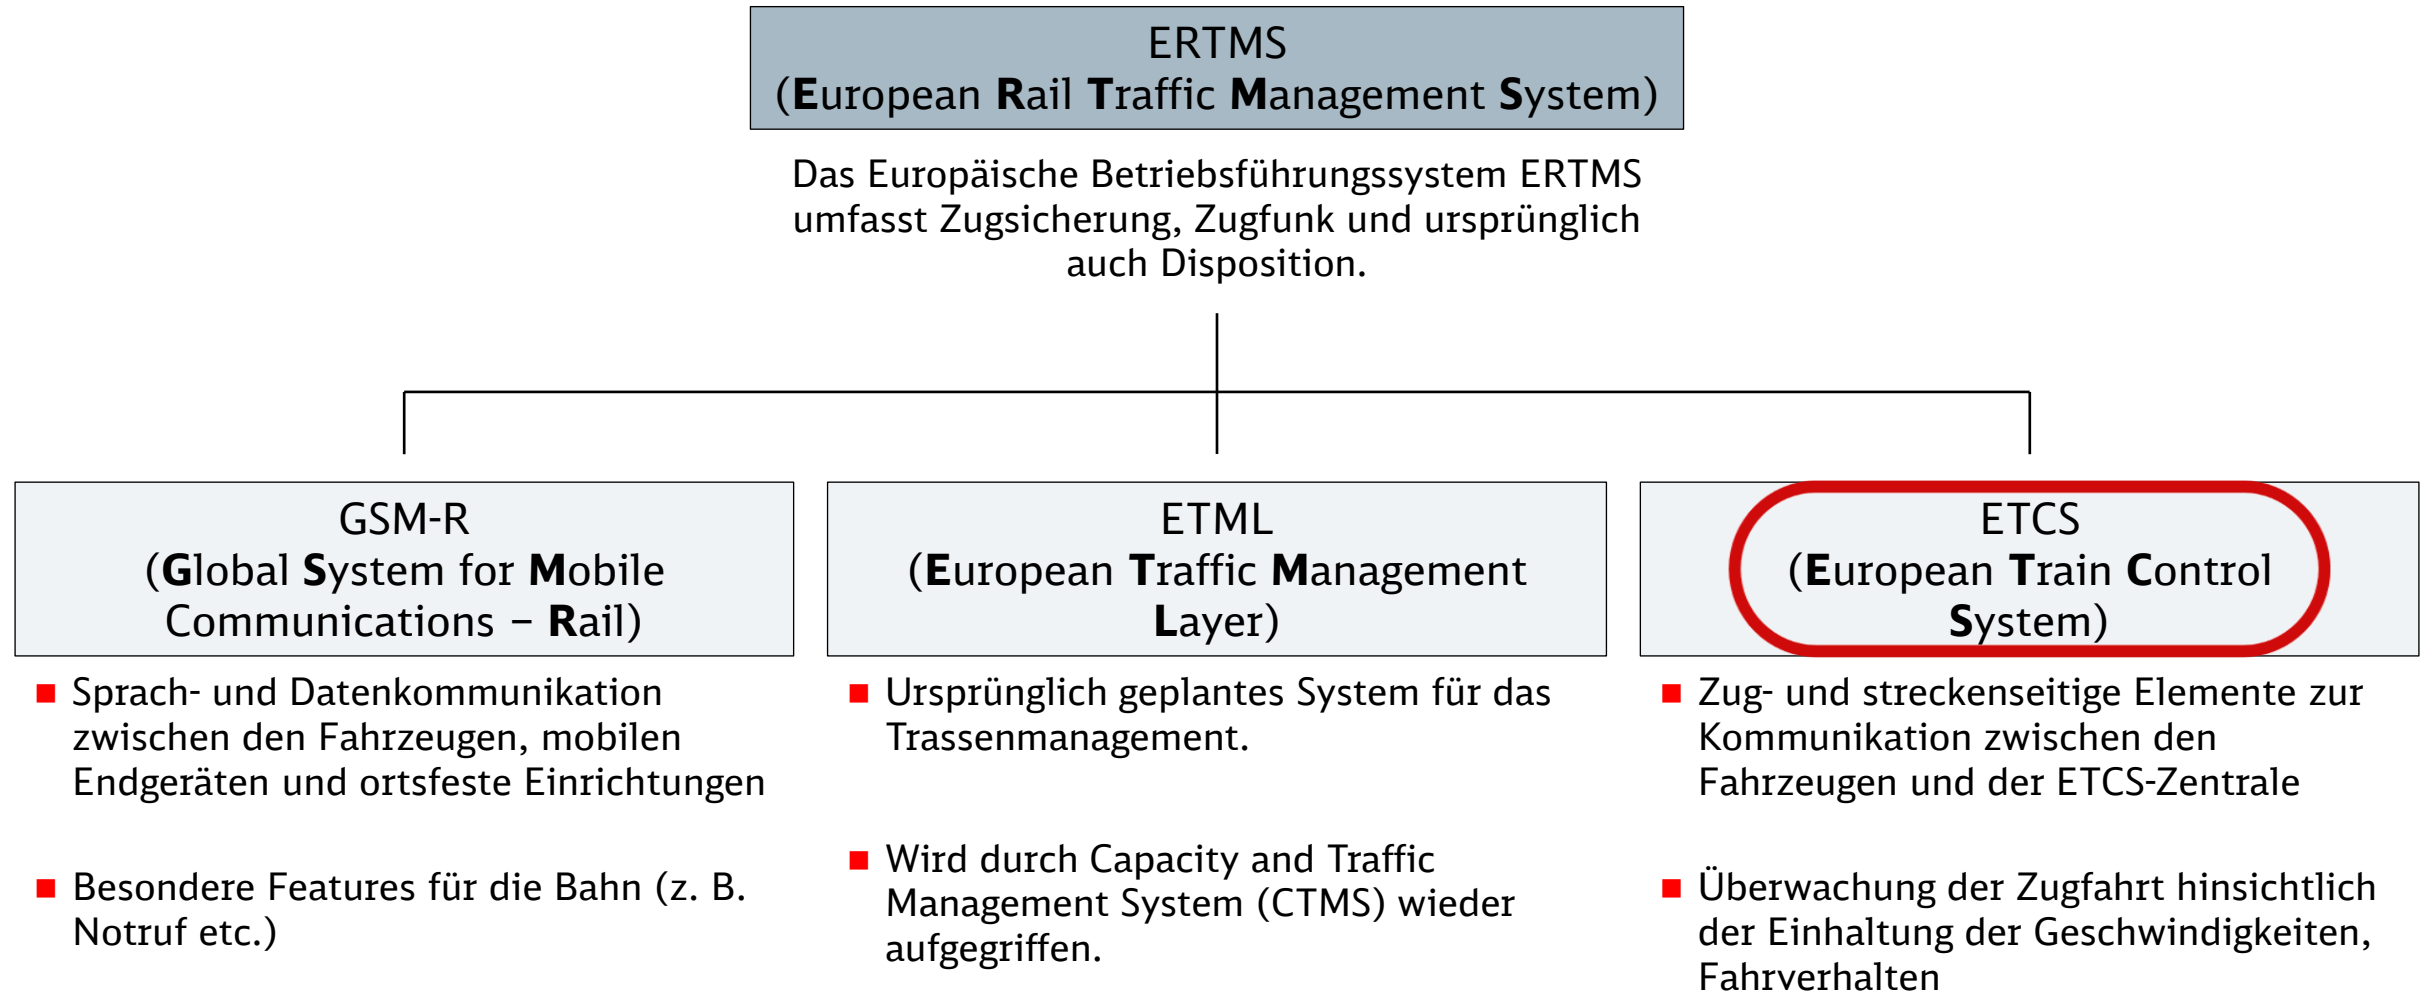 ERTMS
(European Rail Traffic Management System)
Das Europäische Betriebsführungssystem ERTMS
umfasst Zugsicherung, Zugfunk und ursprünglich
auch Disposition.
GSM-R
(Global System for Mobile
Communications – Rail)
■ Sprach- und Datenkommunikation
zwischen den Fahrzeugen, mobilen
Endgeräten und ortsfeste Einrichtungen
■ Besondere Features für die Bahn (z. B.
Notruf etc.)
ETML
(European Traffic Management
Layer)
■ Ursprünglich geplantes System für das
Trassenmanagement.
■ Wird durch Capacity and Traffic
Management System (CTMS) wieder
aufgegriffen.
ETCS
(European Train Control
System)
■ Zug- und streckenseitige Elemente zur
Kommunikation zwischen den
Fahrzeugen und der ETCS-Zentrale
■ Überwachung der Zugfahrt hinsichtlich
der Einhaltung der Geschwindigkeiten,
Fahrverhalten